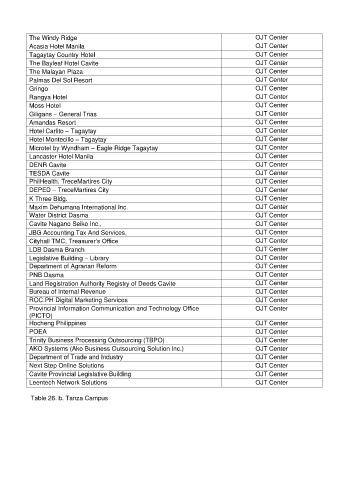 The Windy Ridge OJT Center
Acasia Hotel Manila OJT Center
Tagaytay Country Hotel OJT Center
The Bayleaf Hotel Cavite OJT Center
The Malayan Plaza OJT Center
Palmas Del Sol Resort OJT Center
Gringo OJT Center
Rangya Hotel OJT Center
Moss Hotel OJT Center
Giligans – General Trias OJT Center
Amandas Resort OJT Center
Hotel Carlito – Tagaytay OJT Center
Hotel Montecillo – Tagaytay OJT Center
Microtel by Wyndham – Eagle Ridge Tagaytay OJT Center
Lancaster Hotel Manila OJT Center
DENR Cavite OJT Center
TESDA Cavite OJT Center
PhilHealth, TreceMartires City OJT Center
DEPED – TreceMartires City OJT Center
K Three Bldg. OJT Center
Maxim Dehumana International Inc. OJT Center
Water District Dasma OJT Center
Cavite Nagano Seiko Inc., OJT Center
JBG Accounting Tax And Services, OJT Center
Cityhall TMC, Treasurer's Office OJT Center
LDB Dasma Branch OJT Center
Legislative Building – Library OJT Center
Department of Agrarian Reform OJT Center
PNB Dasma OJT Center
Land Registration Authority Registry of Deeds Cavite OJT Center
Bureau of Internal Revenue OJT Center
ROC.PH Digital Marketing Services OJT Center
Provincial Information Communication and Technology Office OJT Center
(PICTO)
Hocheng Philippines OJT Center
POEA OJT Center
Trinity Business Processing Outsourcing (TBPO) OJT Center
AKO Systems (Ako Business Outsourcing Solution Inc.) OJT Center
Department of Trade and Industry OJT Center
Next Step Online Solutions OJT Center
Cavite Provincial Legislative Building OJT Center
Leentech Network Solutions OJT Center
Table 26. b. Tanza Campus